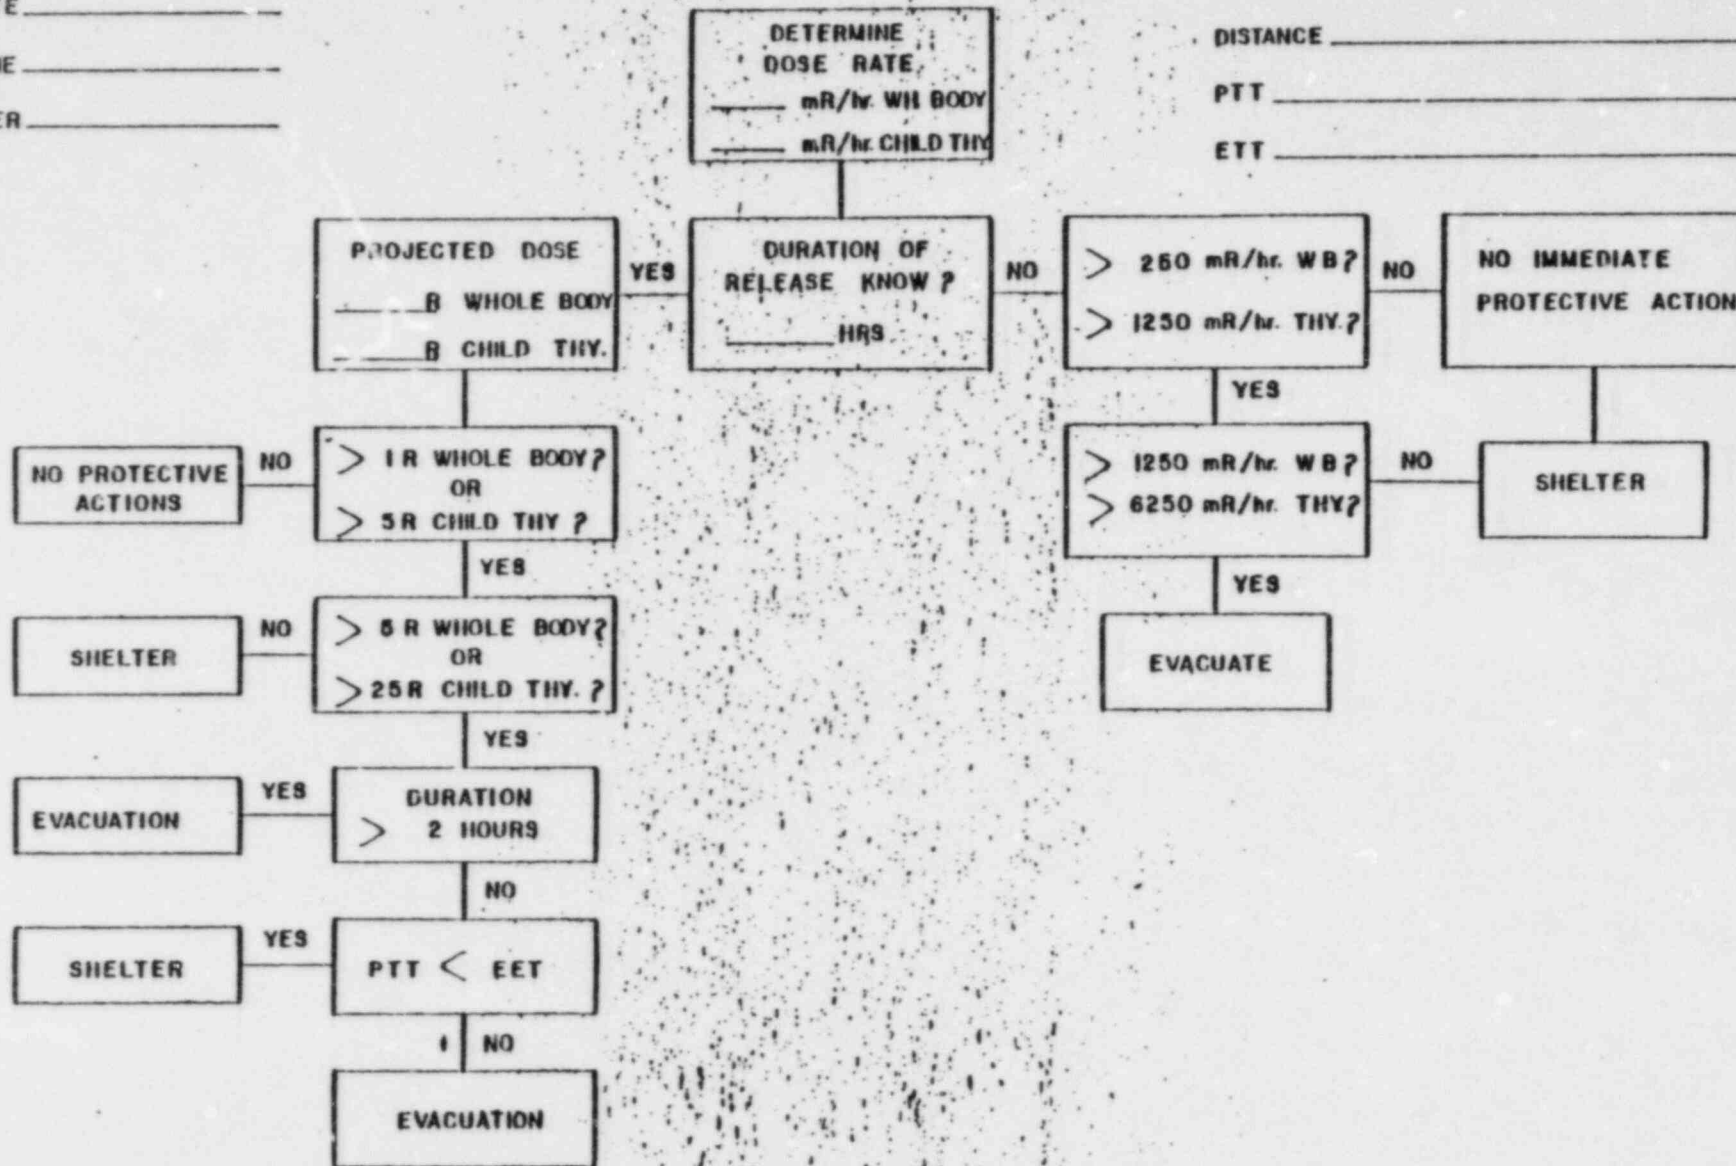 E
DETERMINE
DOSE RATE
mR/hr. WH BODY
mR/hr. CHILD THY
DISTANCE
PTT
ETT
PROJECTED DOSE
R WHOLE BODY
R CHILD THY.
YES
DURATION OF
RELEASE KNOW ?
HRS
NO
> 250 mR/hr. WB ?
> 1250 mR/hr. THY. ?
NO
NO IMMEDIATE
PROTECTIVE ACTION
YES
NO PROTECTIVE
ACTIONS
NO
> 1 R WHOLE BODY ?
OR
> 5 R CHILD THY ?
> 1250 mR/hr. WB ?
> 6250 mR/hr. THY ?
NO
SHELTER
YES
YES
SHELTER
NO
> 5 R WHOLE BODY ?
OR
> 25 R CHILD THY. ?
EVACUATE
YES
EVACUATION
YES
DURATION
> 2 HOURS
NO
SHELTER
YES
PTT < EET
NO
EVACUATION